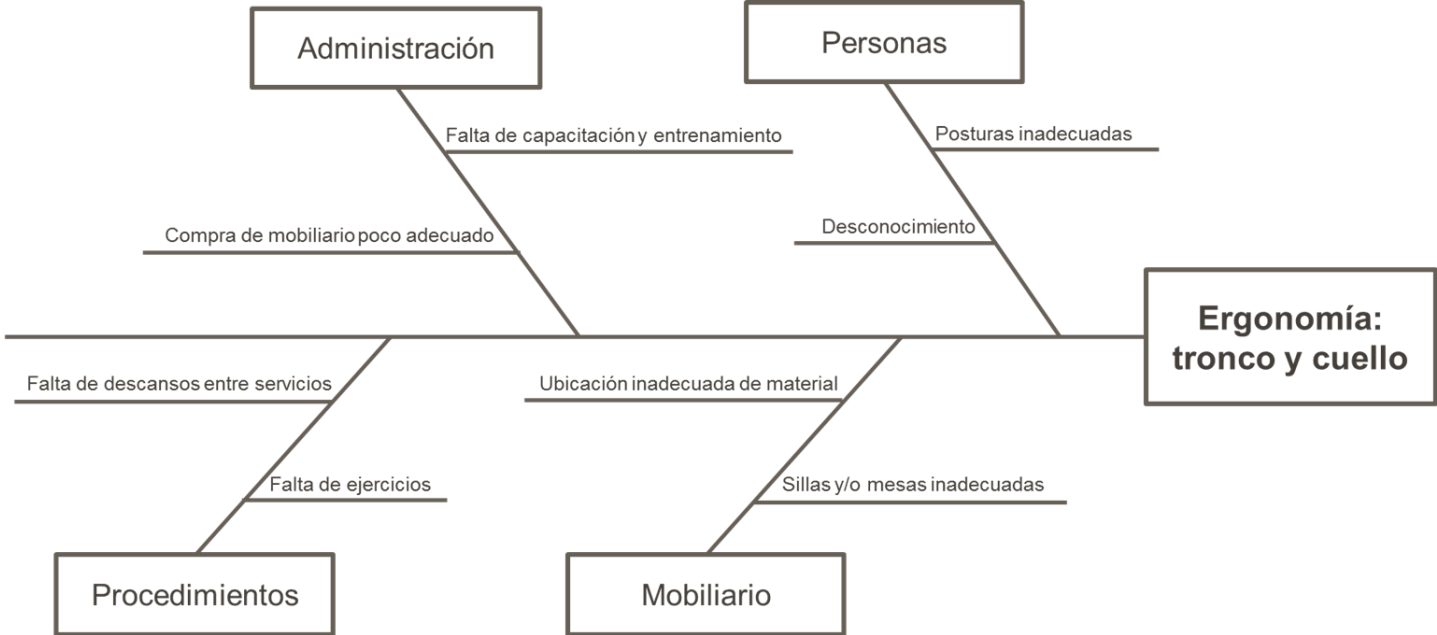 Administración
Personas
Falta de capacitación y entrenamiento
Posturas inadecuadas
Compra de mobiliario poco adecuado
Desconocimiento
Ergonomía:
tronco y cuello
Falta de descansos entre servicios
Ubicación inadecuada de material
Falta de ejercicios
Sillas y/o mesas inadecuadas
Procedimientos
Mobiliario